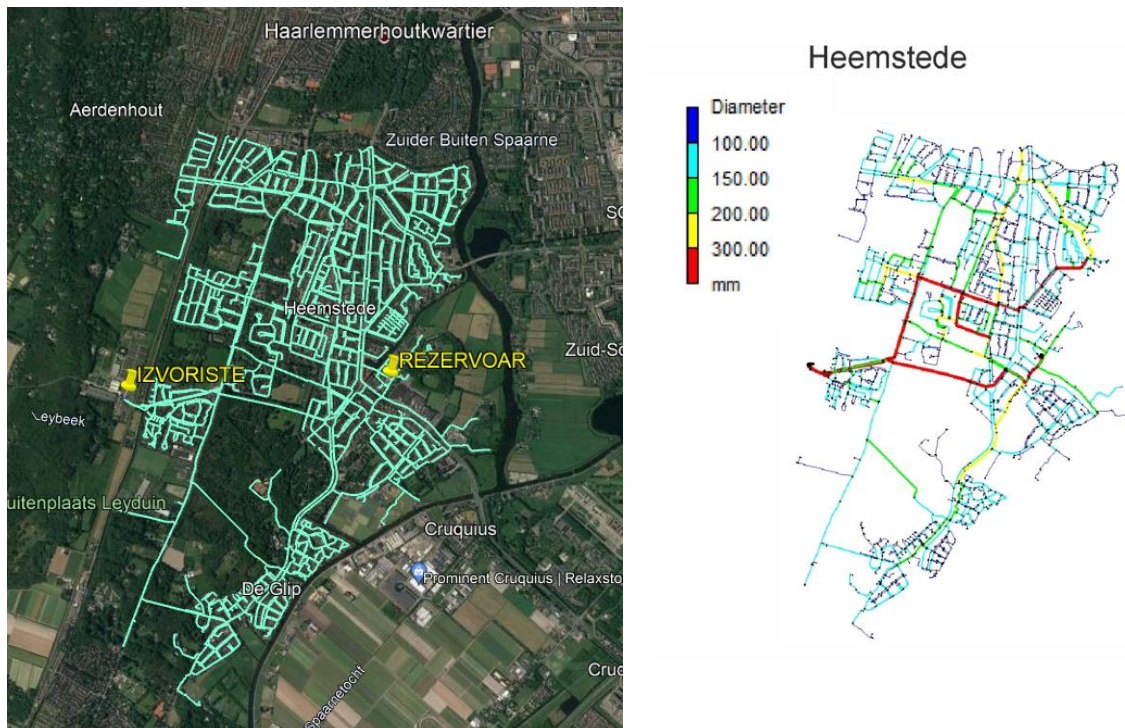 Haarlemmerhoutkwartier
Aerdenhout
Zuider Buiten Spaarne
Heemstede
IZVORISTE
REZERVOAR
Zuid-Sc
Leybeek
uitenplaats Leyduin
Cruquius
Prominent Cruquius | Relaxsto
De Glip
Spaarnetocht
Cruq
Heemstede
Diameter
100.00
150.00
200.00
300.00
mm